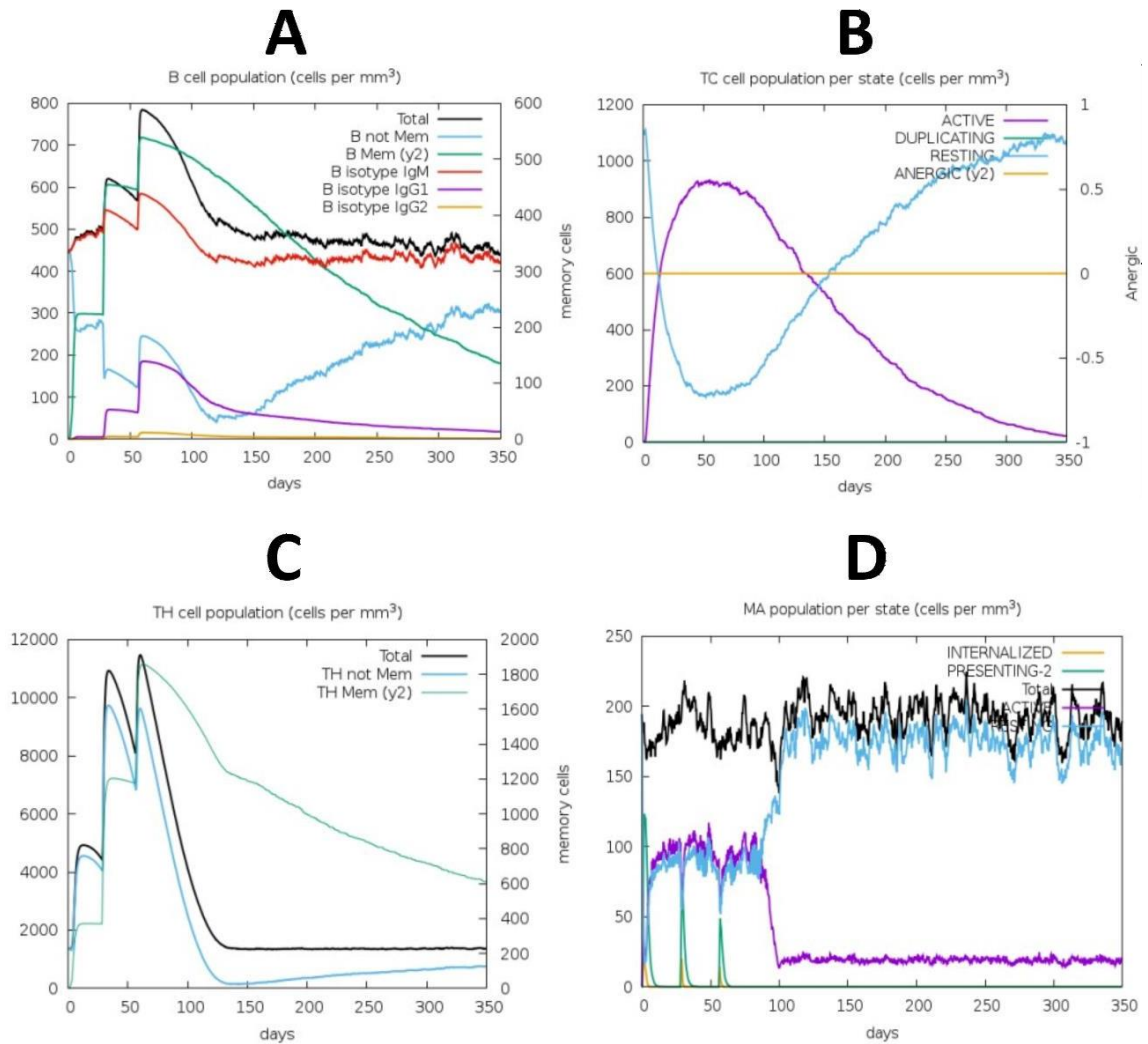 A
B
B cell population (cells per mm³)
TC cell population per state (cells per mm³)
800
700
600
500
400
300
200
100
0
600
500
400
300
200
100
0
Total
B not Mem
B Mem (y2)
B isotype IgM
B isotype IgG1
B isotype IgG2
memory cells
0 50 100 150 200 250 300 350
days
1200
1000
800
600
400
200
0
1
0.5
0
-0.5
-1
ACTIVE
DUPLICATING
RESTING
ANERGIC (y2)
Anergic
0 50 100 150 200 250 300 350
days
C
D
TH cell population (cells per mm³)
MA population per state (cells per mm³)
12000
10000
8000
6000
4000
2000
0
2000
1800
1600
1400
1200
1000
800
600
400
200
0
Total
TH not Mem
TH Mem (y2)
memory cells
0 50 100 150 200 250 300 350
days
250
200
150
100
50
0
INTERNALIZED
PRESENTING-2
Total
ACTIVE
0 50 100 150 200 250 300 350
days